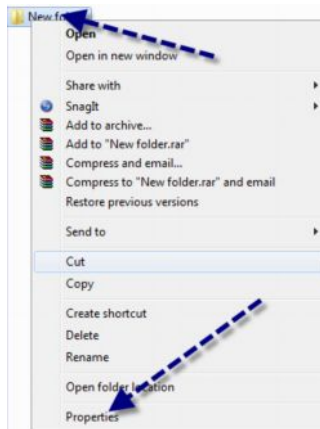 New folder
Open
Open in new window
Share with
SnagIt
Add to archive...
Add to "New folder.rar"
Compress and email...
Compress to "New folder.rar" and email
Restore previous versions
Send to
Cut
Copy
Create shortcut
Delete
Rename
Open folder location
Properties